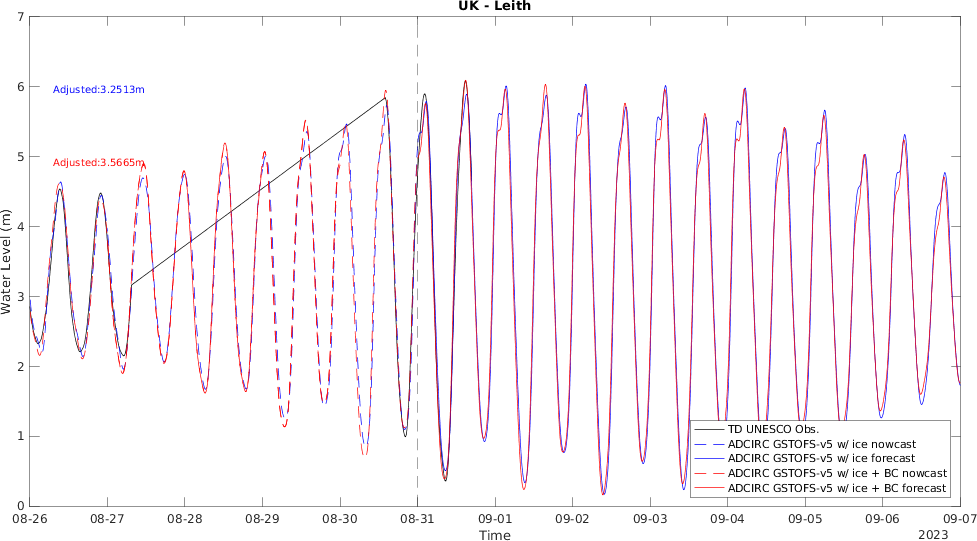 UK - Leith
7
6
5
4
3
2
1
0
Water Level (m)
Adjusted:3.2513m
Adjusted:3.5665m
TD UNESCO Obs.
ADCIRC GSTOFS-v5 w/ ice nowcast
ADCIRC GSTOFS-v5 w/ ice forecast
ADCIRC GSTOFS-v5 w/ ice + BC nowcast
ADCIRC GSTOFS-v5 w/ ice + BC forecast
08-26 08-27 08-28 08-29 08-30 08-31 09-01 09-02 09-03 09-04 09-05 09-06 09-07
Time
2023